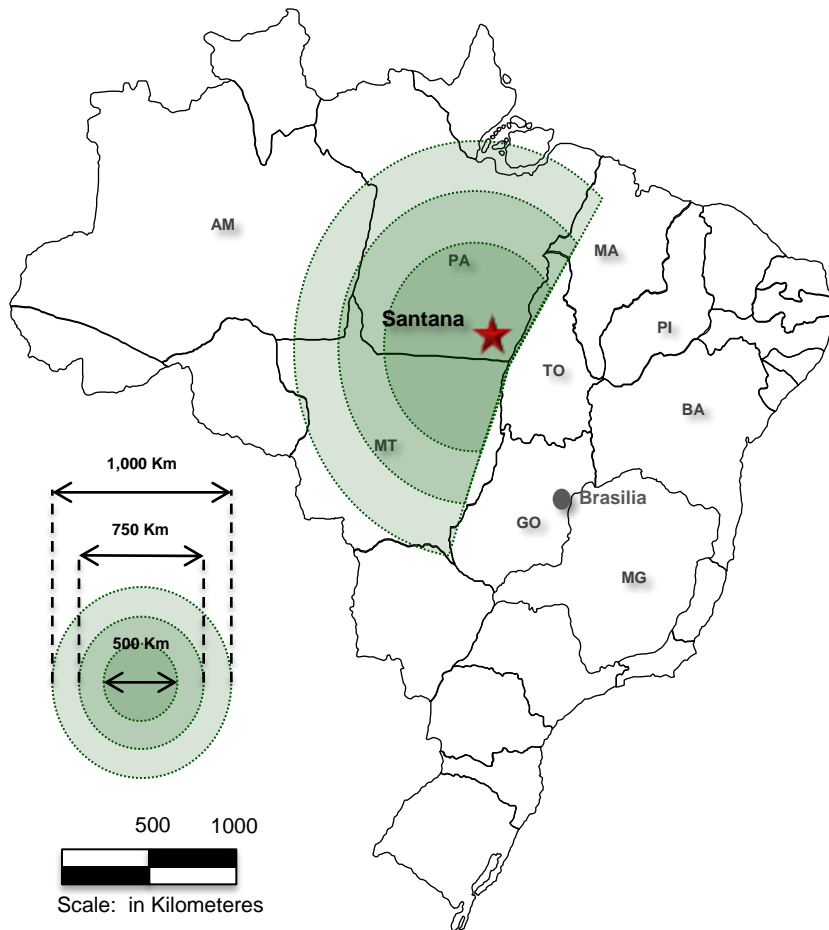 AM
PA
MA
Santana
PI
TO
BA
MT
1,000 Km
Brasilia
GO
750 Km
MG
500 Km
500 1000
Scale: in Kilometeres